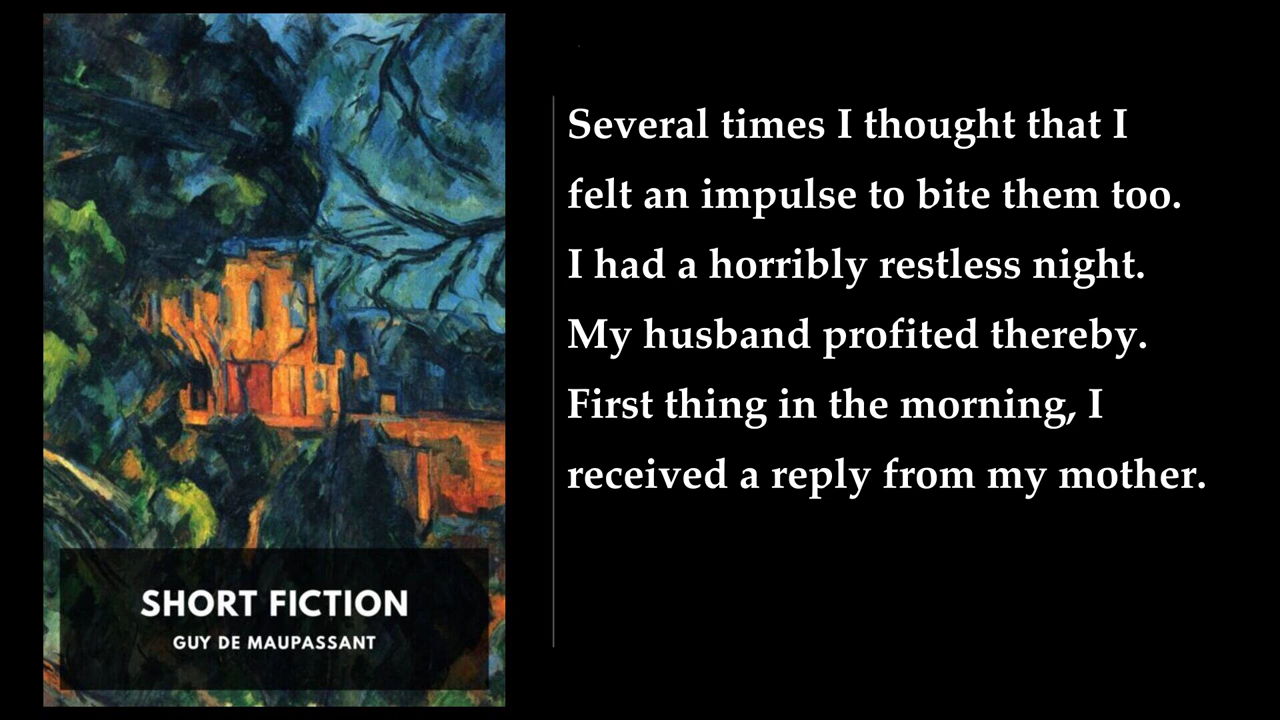 Several times I thought that I
felt an impulse to bite them too.
I had a horribly restless night.
My husband profited thereby.
First thing in the morning, I
received a reply from my mother.
SHORT FICTION
GUY DE MAUPASSANT